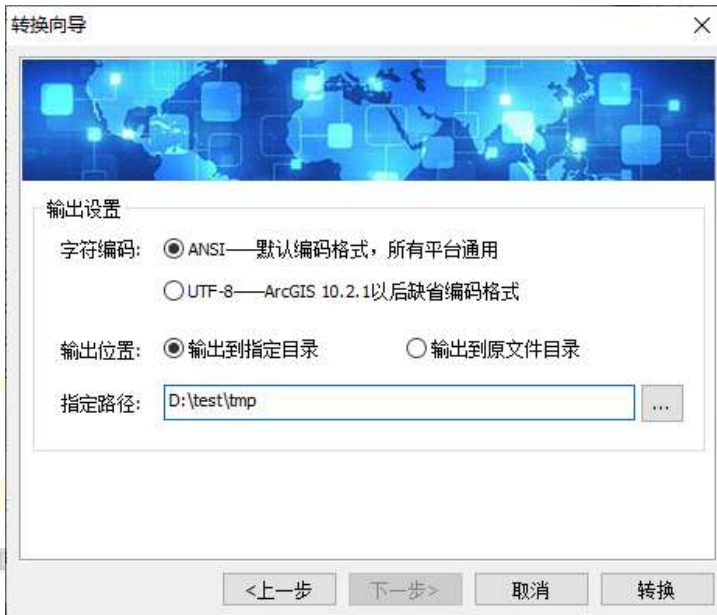 转换向导
输出设置
字符编码: ANSI——默认编码格式，所有平台通用
UTF-8——ArcGIS 10.2.1以后缺省编码格式
输出位置: 输出到指定目录 输出到原文件目录
指定路径: D:\test\tmp ...
<上一步 下一步> 取消 转换